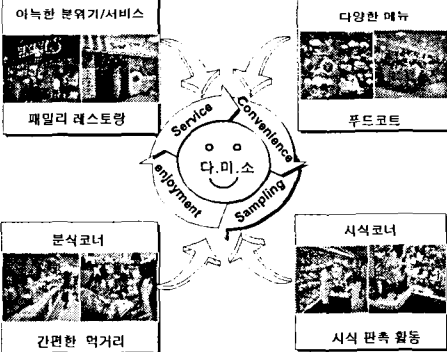 아늑한 분위기/서비스
패밀리 레스토랑
다양한 메뉴
푸드코트
Service
Convenience
다.미.소
enjoyment
Sampling
분식코너
간편한 먹거리
시식코너
시식 판촉 활동